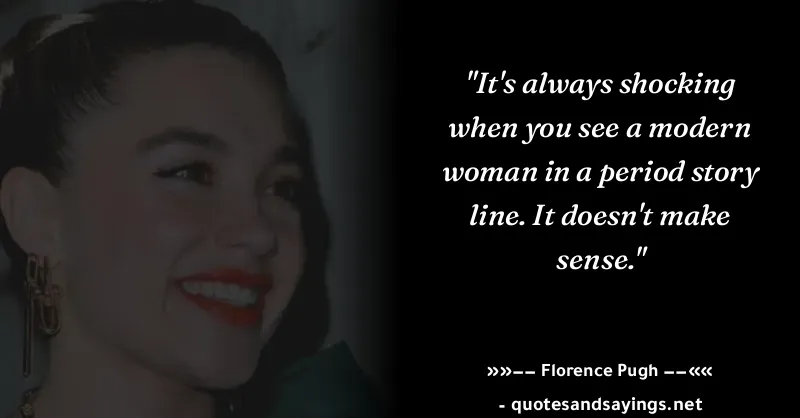 "It's always shocking
when you see a modern
woman in a period story
line. It doesn't make
sense."
»»−− Florence Pugh −−««
- quotesandsayings.net